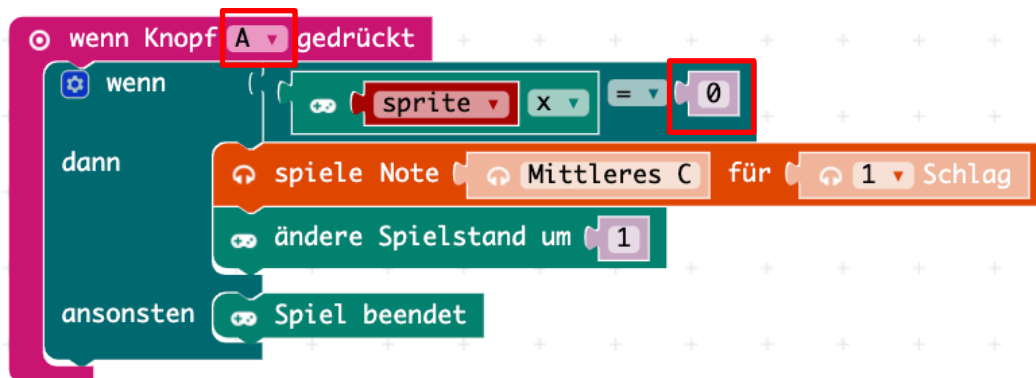 wenn Knopf A gedrückt
wenn sprite x = 0
dann spiele Note Mittleres C für 1 Schlag
ändere Spielstand um 1
ansonsten Spiel beendet